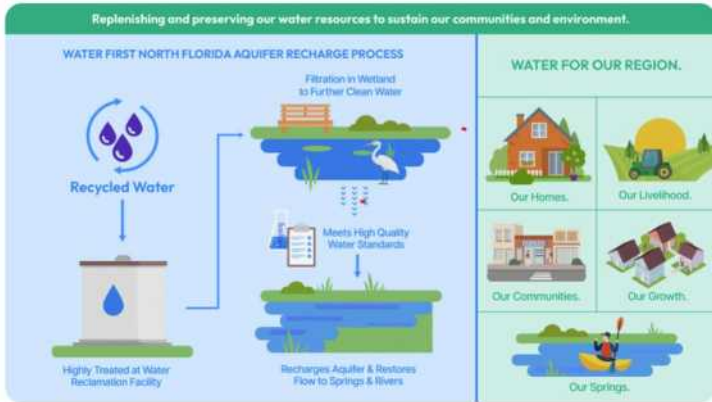 Replenishing and preserving our water resources to sustain our communities and environment.
WATER FIRST NORTH FLORIDA AQUIFER RECHARGE PROCESS
Recycled Water
Highly Treated at Water
Reclamation Facility
Filtration in Wetland
to Further Clean Water
Meets High Quality
Water Standards
Recharges Aquifer & Restores
Flow to Springs & Rivers
WATER FOR OUR REGION.
Our Homes.
Our Livelihood.
Our Communities.
Our Growth.
Our Springs.